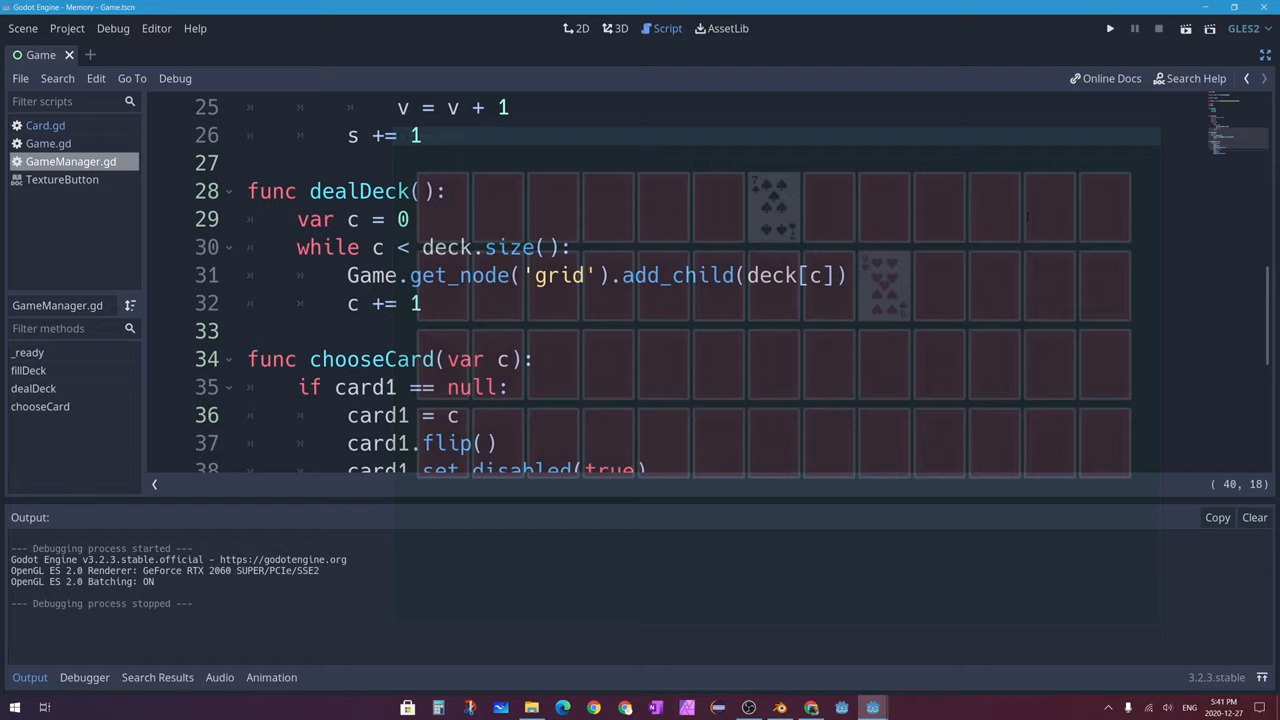 Godot Engine - Memory - Game.tscn
Scene Project Debug Editor Help 2D 3D Script AssetLib GLES2
Game
File Search Edit Go To Debug Online Docs Search Help
Filter scripts
Card.gd
Game.gd
GameManager.gd
TextureButton
GameManager.gd
Filter methods
_ready
fillDeck
dealDeck
chooseCard
25 v = v + 1
26 s += 1
27
28 func dealDeck():
29 var c = 0
30 while c < deck.size():
31 Game.get_node('grid').add_child(deck[c])
32 c += 1
33
34 func chooseCard(var c):
35 if card1 == null:
36 card1 = c
37 card1.flip()
38 card1.set_disabled(true)
( 40, 18)
Output: Copy Clear
--- Debugging process started ---
Godot Engine v3.2.3.stable.official - https://godotengine.org
OpenGL ES 2.0 Renderer: GeForce RTX 2060 SUPER/PCIe/SSE2
OpenGL ES 2.0 Batching: ON
--- Debugging process stopped ---
Output Debugger Search Results Audio Animation 3.2.3.stable
5:41 PM
2020-12-27